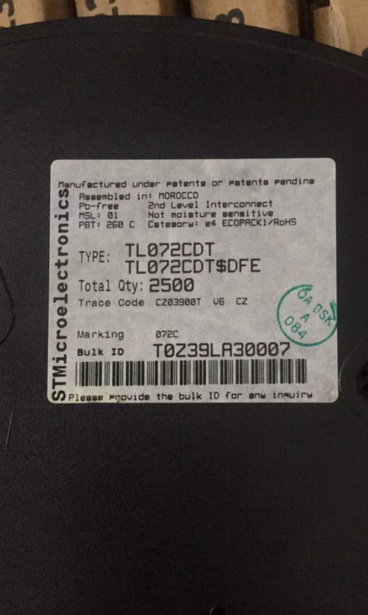 STMicroelectronics
Manufactured under patents or patents pending
Assembled in: MOROCCO
Pb-free 2nd Level Interconnect
MSL: 01 Not moisture sensitive
PBT: 260 C Category: e4 ECOPACK1/RoHS
TYPE: TL072CDT
TL072CDT$DFE
Total Qty: 2500
Trace Code CZ03900T V6 CZ
Marking 072C
Bulk ID T0Z39LA30007
Please provide the bulk ID for any inquiry
QA BSK
A
084